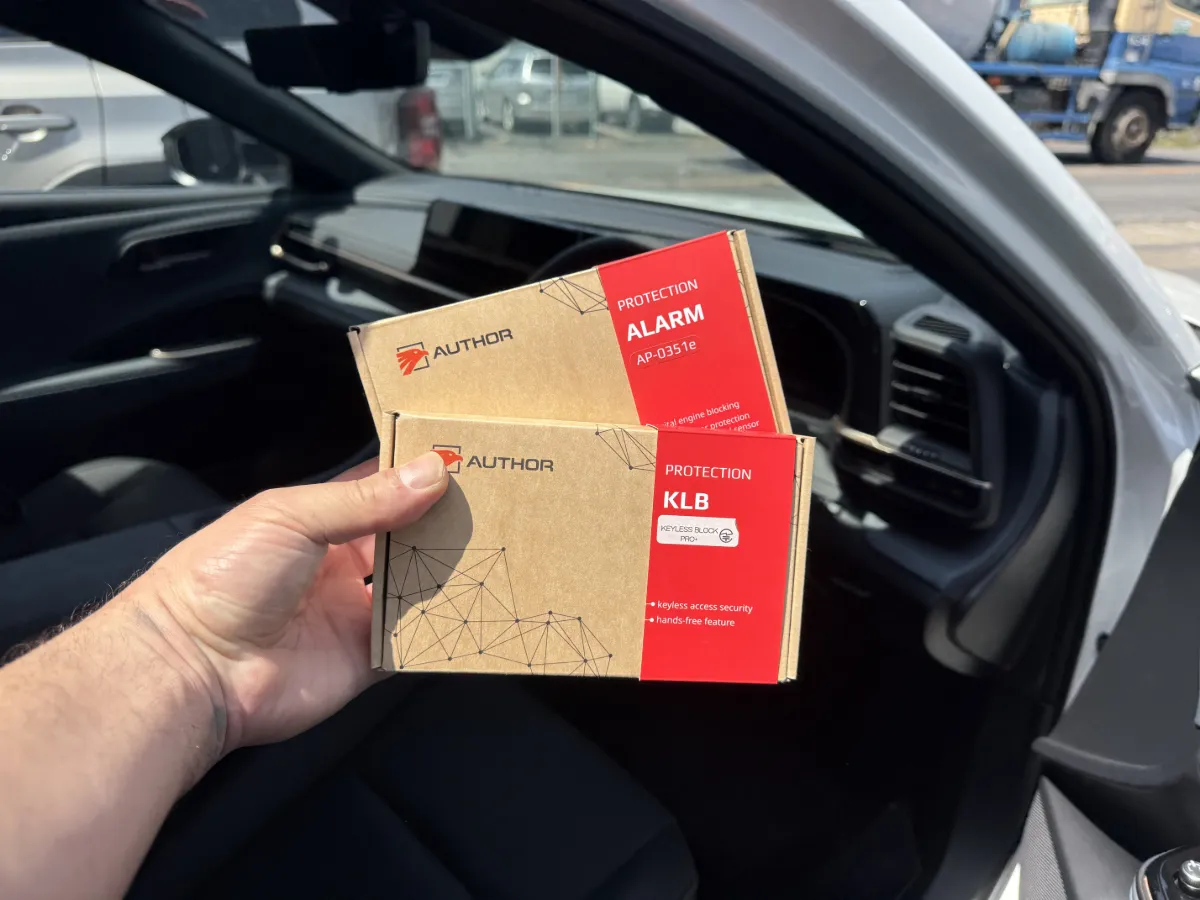 AUTHOR
PROTECTION
ALARM
AP-0351e
engine blocking
protection
sensor
AUTHOR
PROTECTION
KLB
KEYLESS BLOCK
PRO+
keyless access security
hands-free feature